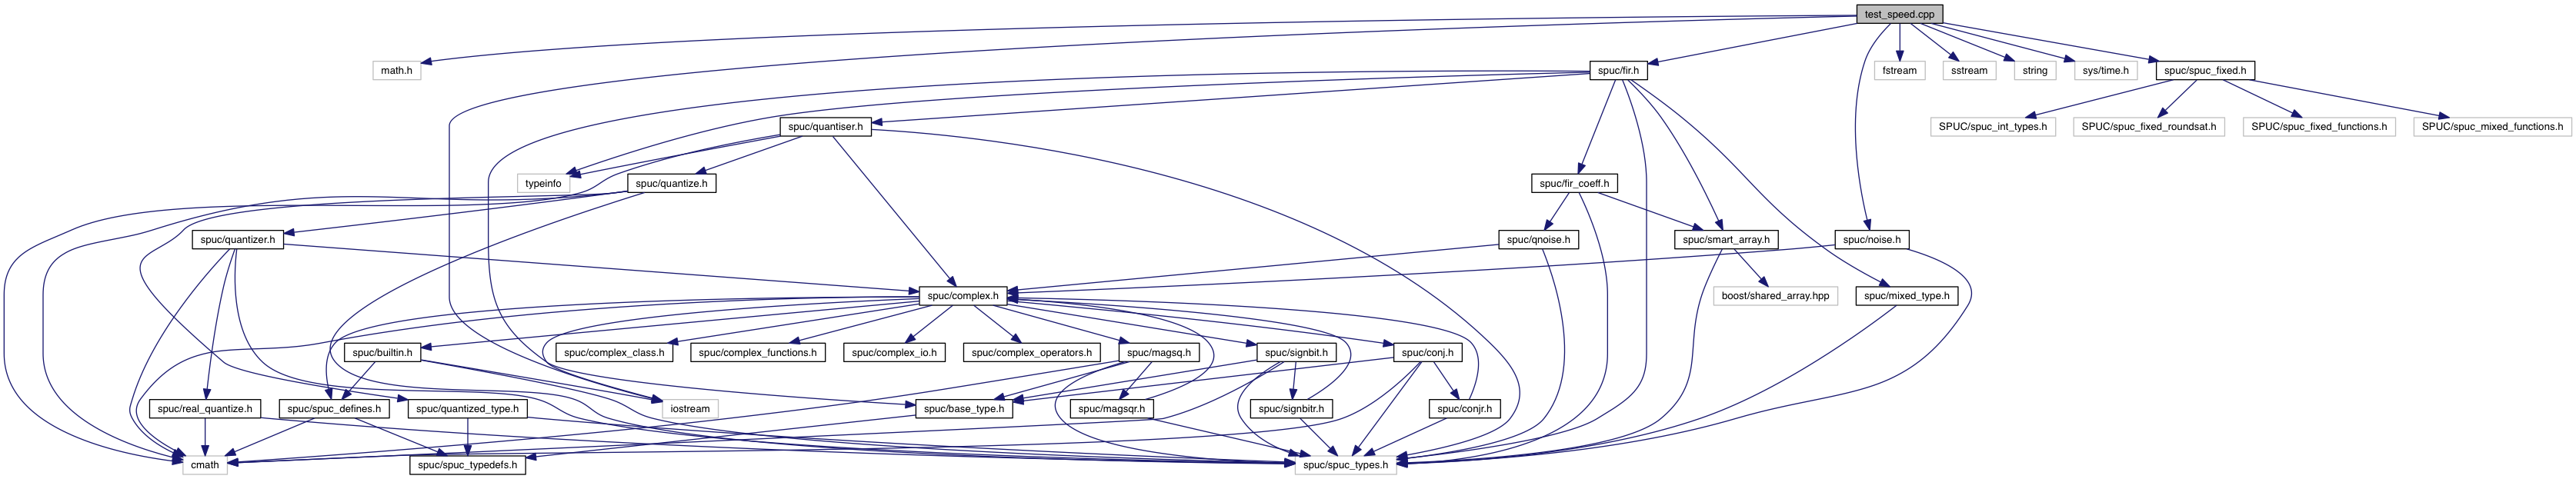 test_speed.cpp
math.h
spuc/fir.h
fstream
sstream
string
sys/time.h
spuc/spuc_fixed.h
spuc/quantiser.h
SPUC/spuc_int_types.h
SPUC/spuc_fixed_roundsat.h
SPUC/spuc_fixed_functions.h
SPUC/spuc_mixed_functions.h
typeinfo
spuc/quantize.h
spuc/fir_coeff.h
spuc/quantizer.h
spuc/qnoise.h
spuc/smart_array.h
spuc/noise.h
spuc/complex.h
boost/shared_array.hpp
spuc/mixed_type.h
spuc/builtin.h
spuc/complex_class.h
spuc/complex_functions.h
spuc/complex_io.h
spuc/complex_operators.h
spuc/magsq.h
spuc/signbit.h
spuc/conj.h
spuc/real_quantize.h
spuc/spuc_defines.h
spuc/quantized_type.h
iostream
spuc/base_type.h
spuc/magsqr.h
spuc/signbitr.h
spuc/conjr.h
cmath
spuc/spuc_typedefs.h
spuc/spuc_types.h